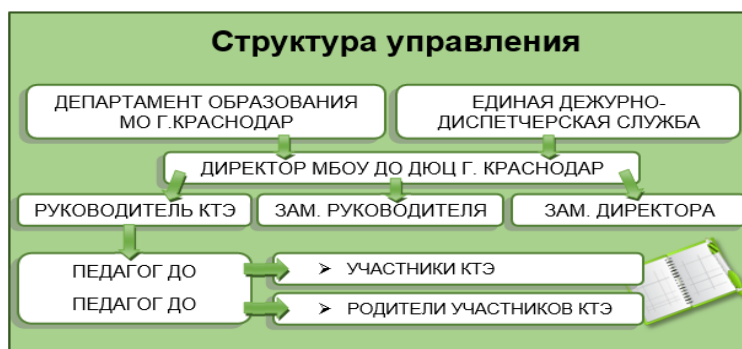 Структура управления
ДЕПАРТАМЕНТ ОБРАЗОВАНИЯ
МО Г.КРАСНОДАР
ЕДИНАЯ ДЕЖУРНО-
ДИСПЕТЧЕРСКАЯ СЛУЖБА
ДИРЕКТОР МБОУ ДО ДЮЦ Г. КРАСНОДАР
РУКОВОДИТЕЛЬ КТЭ
ЗАМ. РУКОВОДИТЕЛЯ
ЗАМ. ДИРЕКТОРА
ПЕДАГОГ ДО
➢ УЧАСТНИКИ КТЭ
ПЕДАГОГ ДО
➢ РОДИТЕЛИ УЧАСТНИКОВ КТЭ